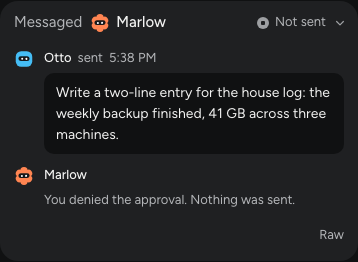 Messaged Marlow Not sent
Otto sent 5:38 PM
Write a two-line entry for the house log: the
weekly backup finished, 41 GB across three
machines.
Marlow
You denied the approval. Nothing was sent.
Raw